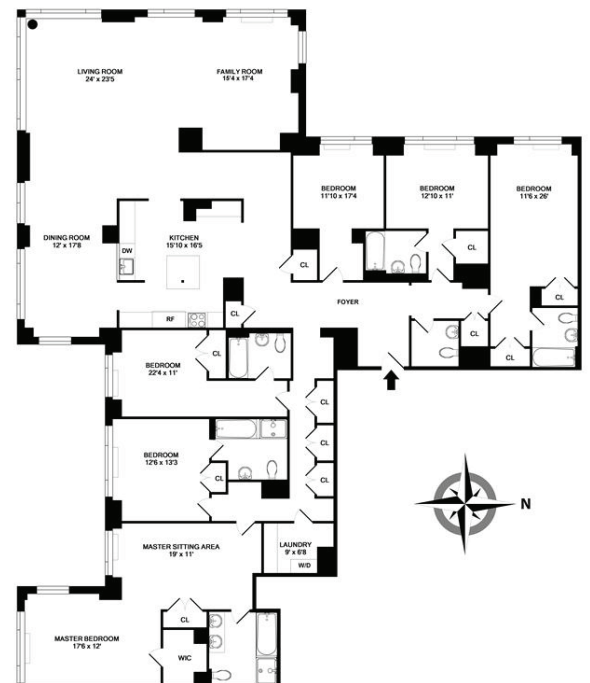 LIVING ROOM
24' x 23'5
FAMILY ROOM
15'4 x 17'4
BEDROOM
11'10 x 17'4
BEDROOM
12'10 x 11'
BEDROOM
11'6 x 26'
DINING ROOM
12' x 17'8
KITCHEN
15'10 x 16'5
DW
CL
CL
CL
FOYER
RF
CL
CL
CL
BEDROOM
22'4 x 11'
CL
CL
CL
BEDROOM
12'6 x 13'3
CL
CL
N
MASTER SITTING AREA
19' x 11'
LAUNDRY
9' x 6'8
W/D
CL
MASTER BEDROOM
17'6 x 12'
WIC